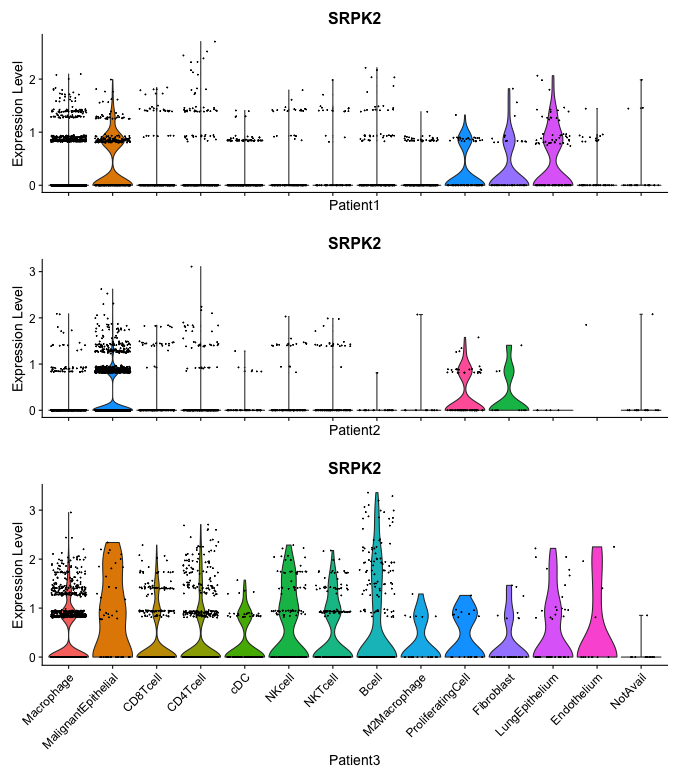 SRPK2
Expression Level
2
1
0
Patient1
SRPK2
Expression Level
3
2
1
0
Patient2
SRPK2
Expression Level
3
2
1
0
Macrophage
MalignantEpithelial
CD8Tcell
CD4Tcell
cDC
NKcell
NKTcell
Bcell
M2Macrophage
ProliferatingCell
Fibroblast
LungEpithelium
Endothelium
NotAvail
Patient3